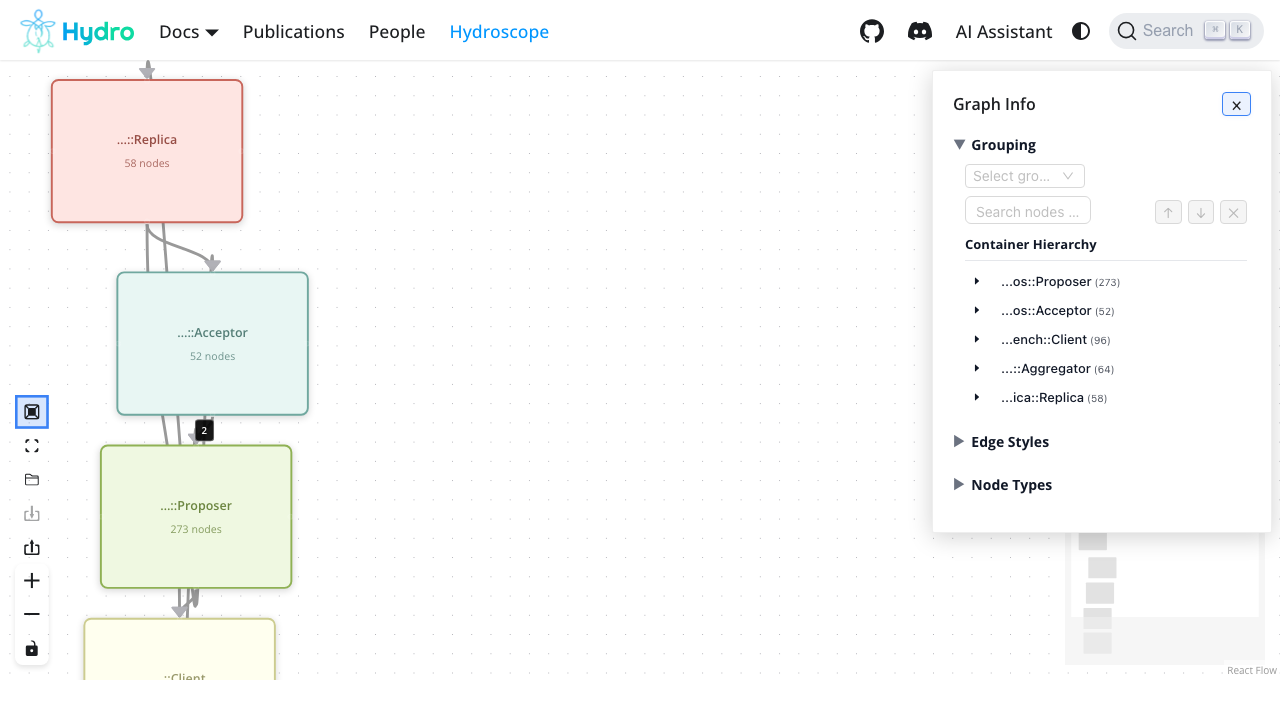 Hydro
Docs
Publications
People
Hydroscope
AI Assistant
Search
⌘
K
...::Replica
58 nodes
...::Acceptor
52 nodes
2
...::Proposer
273 nodes
...::Client
Graph Info
x
Grouping
Select gro...
Search nodes ...
Container Hierarchy
...os::Proposer (273)
...os::Acceptor (52)
...ench::Client (96)
...::Aggregator (64)
...ica::Replica (58)
Edge Styles
Node Types
React Flow